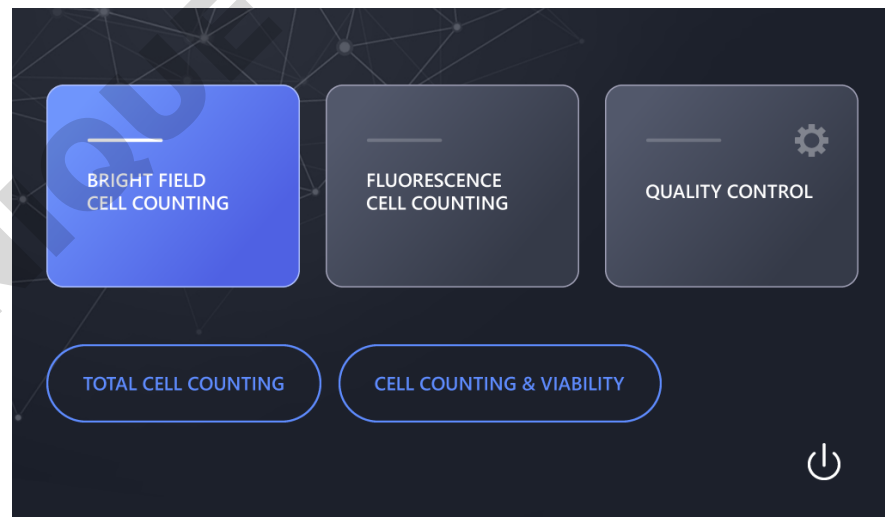 BRIGHT FIELD
CELL COUNTING
FLUORESCENCE
CELL COUNTING
QUALITY CONTROL
TOTAL CELL COUNTING
CELL COUNTING & VIABILITY